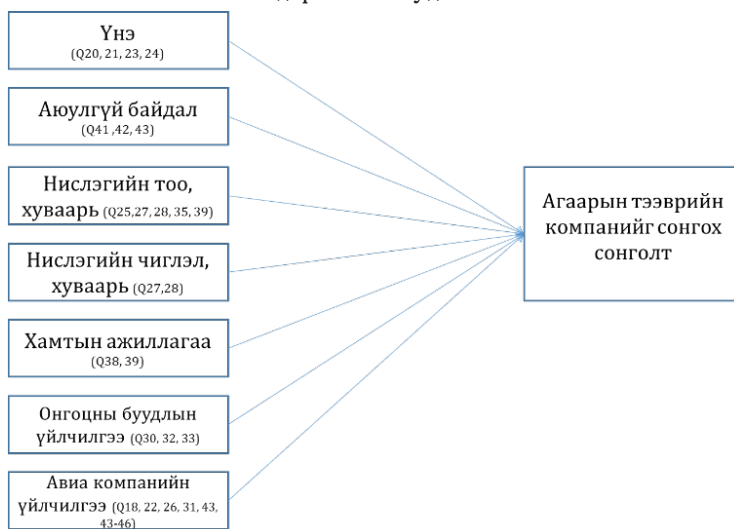 Үнэ
(Q20, 21, 23, 24)
Аюулгүй байдал
(Q41 ,42, 43)
Нислэгийн тоо,
хуваарь (Q25,27, 28, 35, 39)
Нислэгийн чиглэл,
хуваарь (Q27,28)
Хамтын ажиллагаа
(Q38, 39)
Онгоцны буудлын
үйлчилгээ (Q30, 32, 33)
Авиа компанийн
үйлчилгээ (Q18, 22, 26, 31, 43,
43-46)
Агаарын тээврийн
компанийг сонгох
сонголт